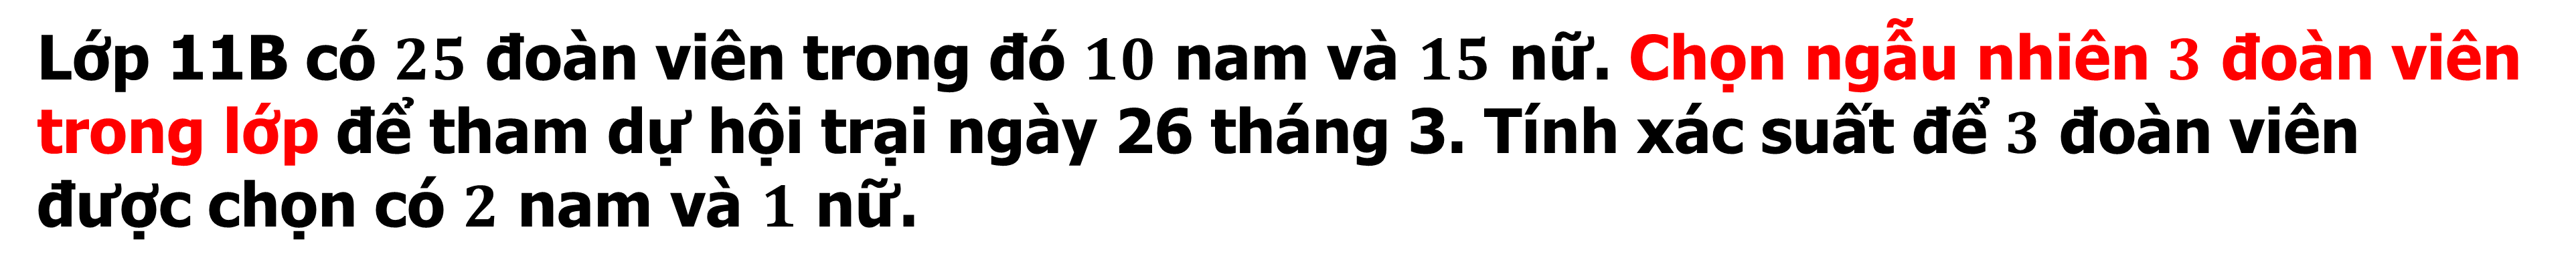 Lớp 11B có 25 đoàn viên trong đó 10 nam và 15 nữ. Chọn ngẫu nhiên 3 đoàn viên
trong lớp để tham dự hội trại ngày 26 tháng 3. Tính xác suất để 3 đoàn viên
được chọn có 2 nam và 1 nữ.